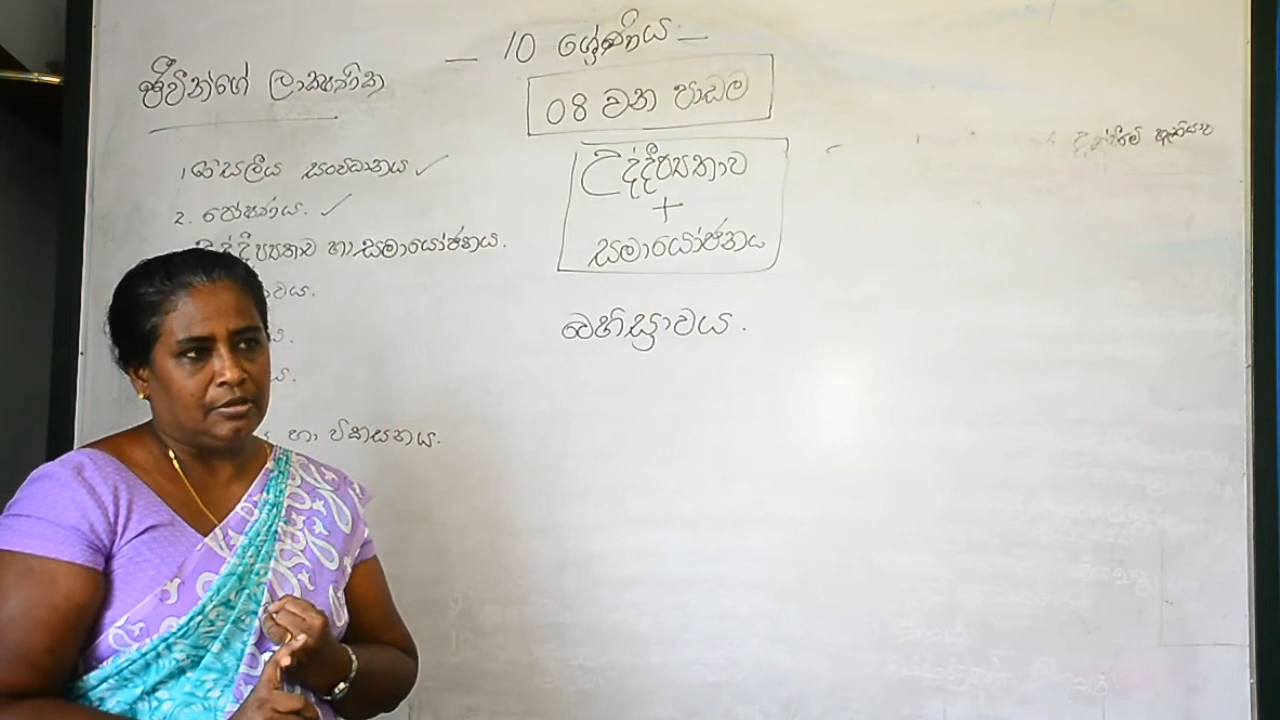 — 10 ශ්‍රේණිය —
08 වන පාඩම
ජීවීන්ගේ ලාක්ෂණික
1. සෛලීය සංවිධානය ✓
2. පෝෂණය. ✓
උද්දීප්‍යතාව හා සමායෝජනය.
හා විකසනය.
උද්දීප්‍යතාව
+
සමායෝජනය
බහිස්‍රාවය.